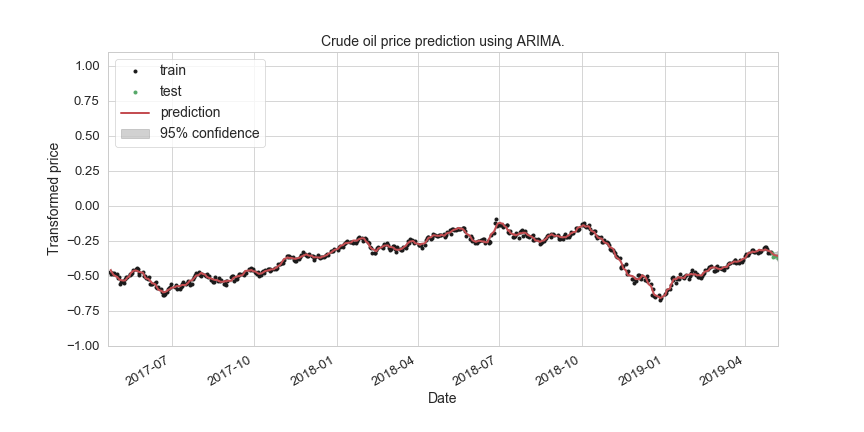 Crude oil price prediction using ARIMA.
train
test
prediction
95% confidence
1.00
0.75
0.50
0.25
0.00
−0.25
−0.50
−0.75
−1.00
Transformed price
2017-07
2017-10
2018-01
2018-04
2018-07
2018-10
2019-01
2019-04
Date